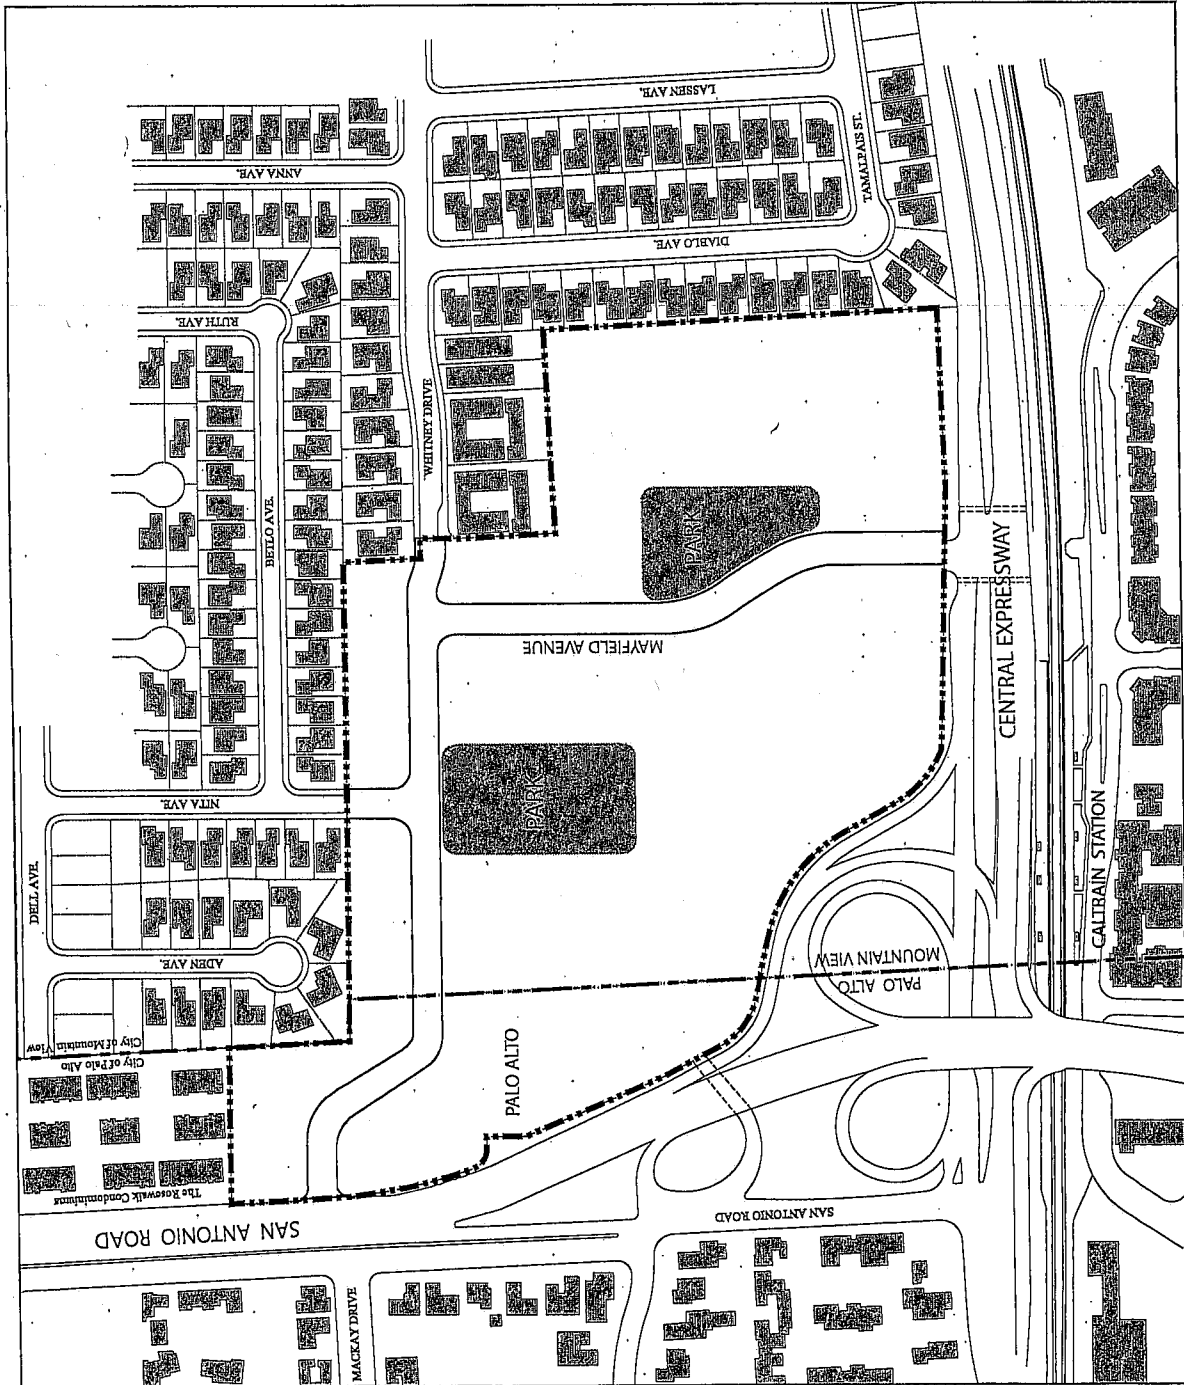 LASSEN AVE.
ANNA AVE.
TAMALPAIS ST.
DIABLO AVE.
RUTH AVE.
WHITNEY DRIVE
BETLO AVE.
PARK
CENTRAL EXPRESSWAY
MAYFIELD AVENUE
PARK
NITA AVE.
CALTRAIN STATION
DELL AVE.
ADEN AVE.
MOUNTAIN VIEW
PALO ALTO
City of Mountain View
City of Palo Alto
PALO ALTO
The Rosewalk Condominiums
SAN ANTONIO ROAD
SAN ANTONIO ROAD
MACKAY DRIVE